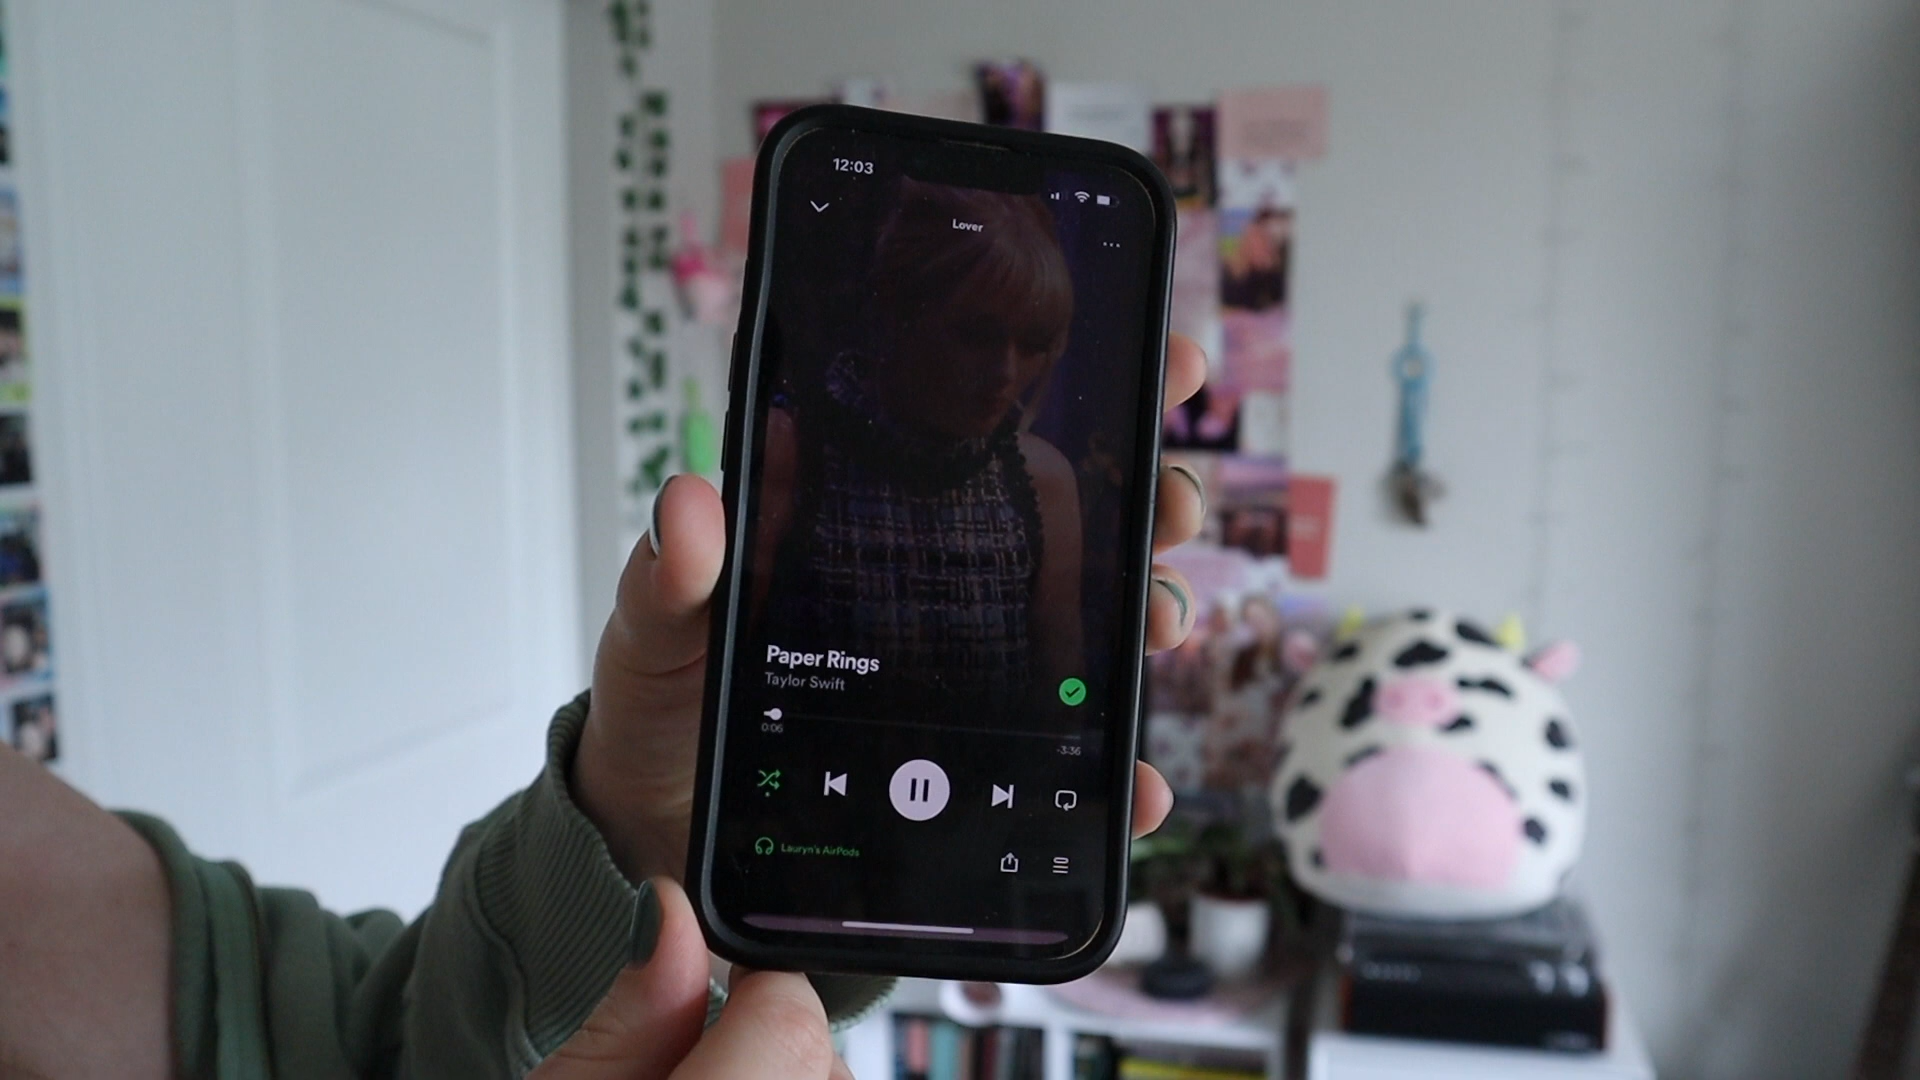 12:03
Lover
Paper Rings
Taylor Swift
0:06
-3:36
Lauryn's AirPods